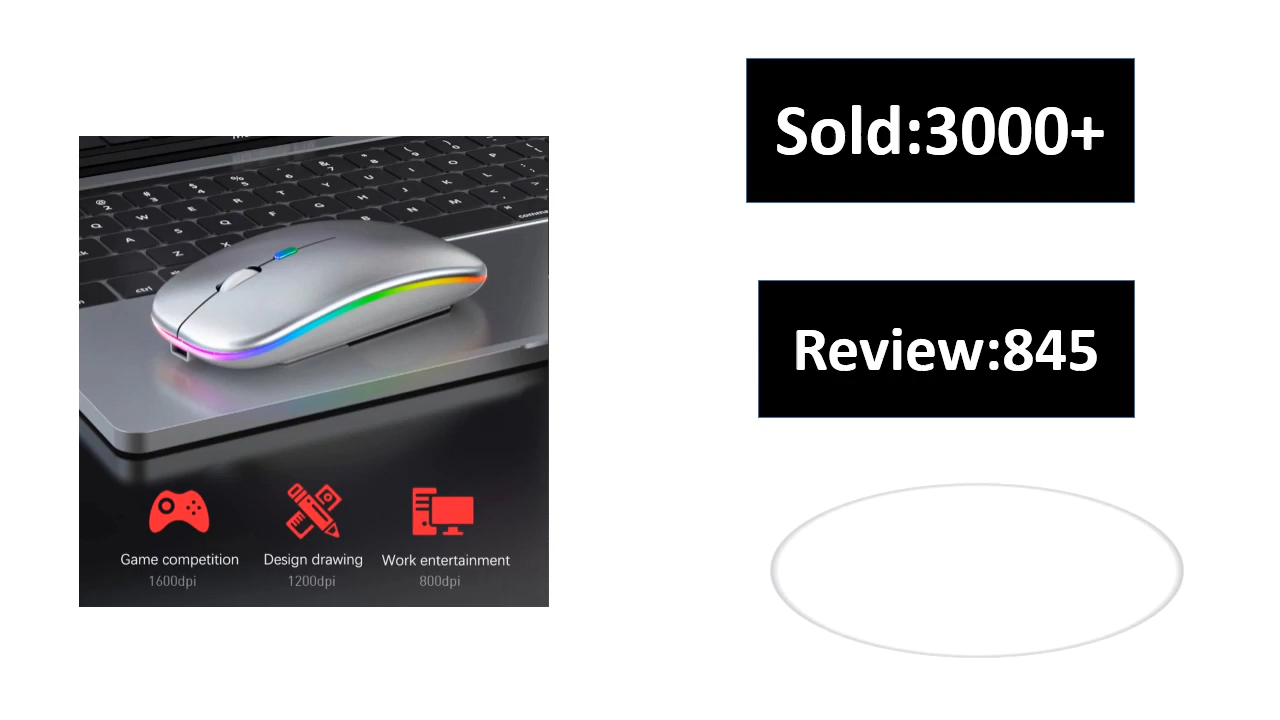 Sold:3000+
Review:845
Game competition
1600dpi
Design drawing
1200dpi
Work entertainment
800dpi